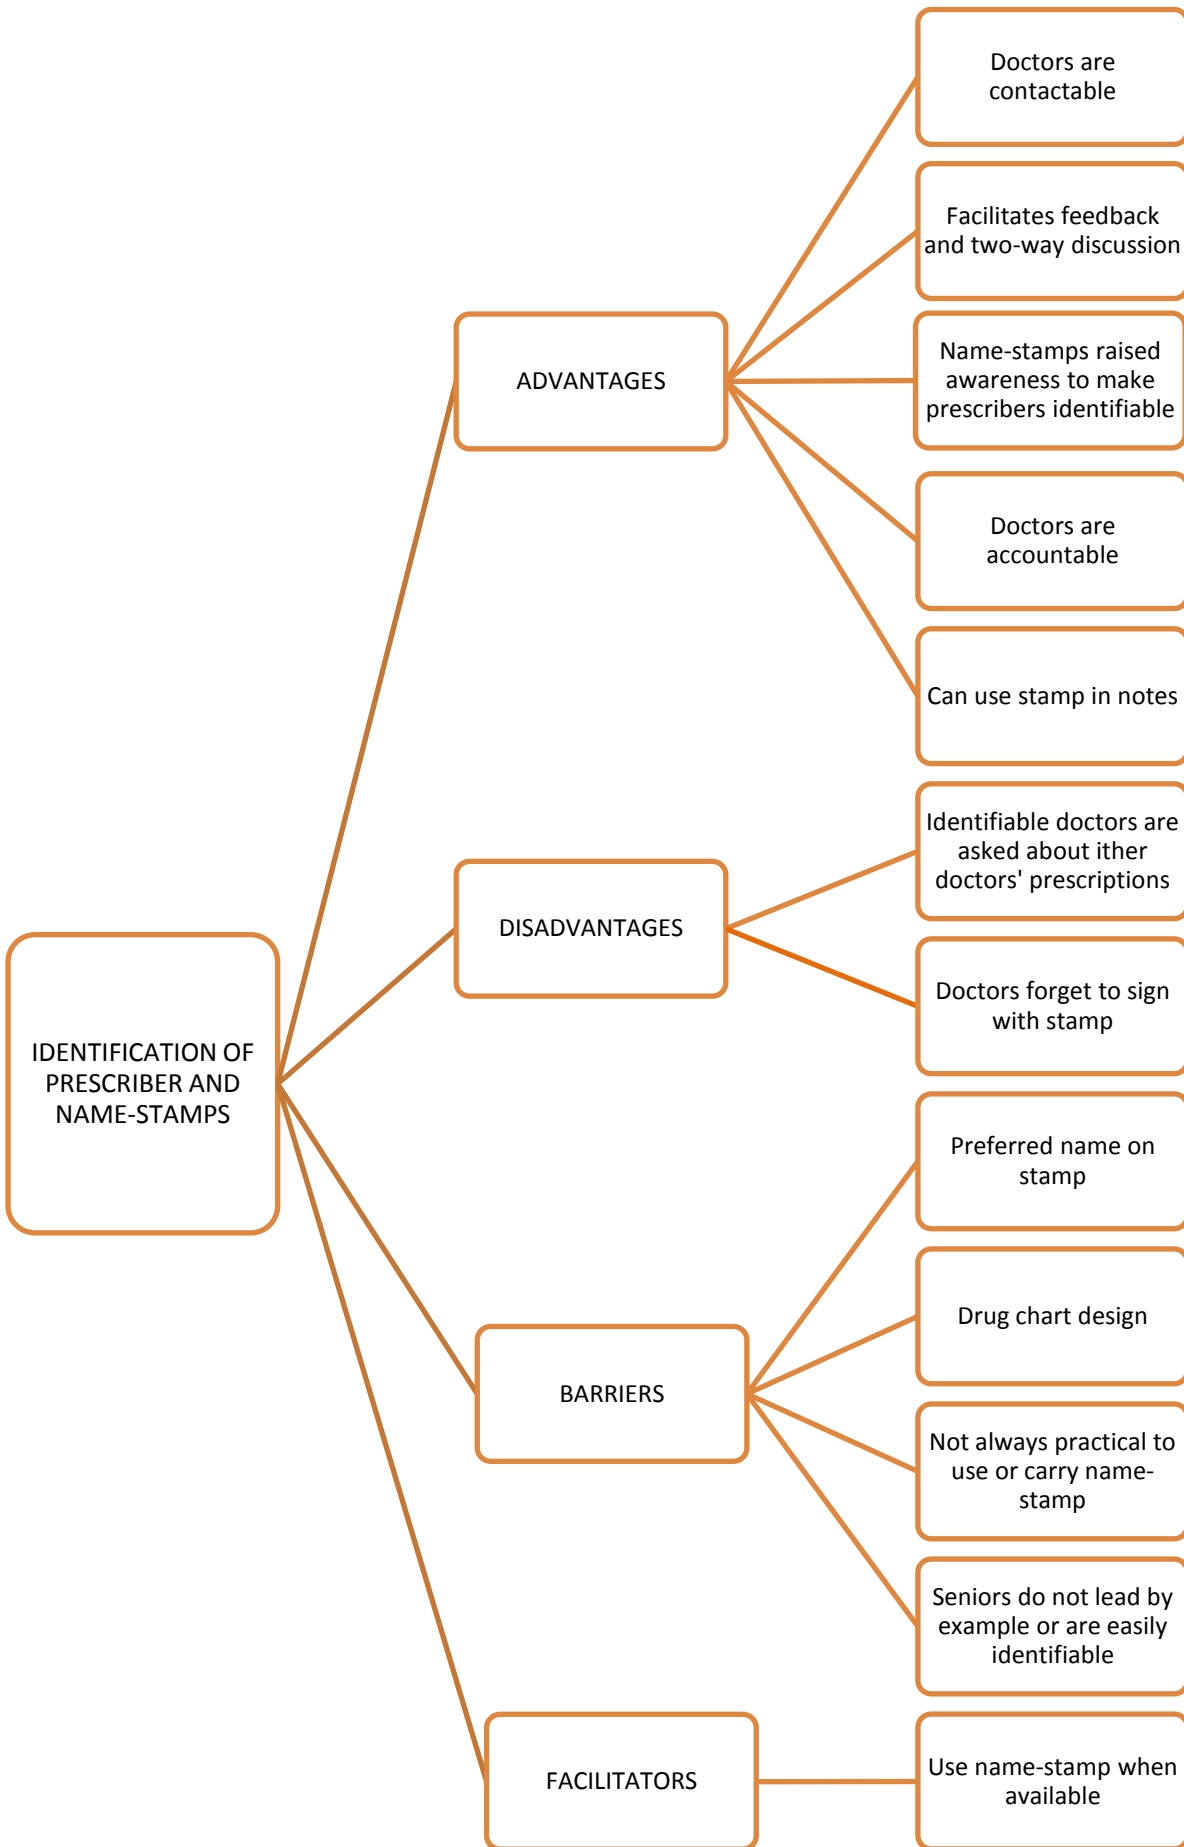 IDENTIFICATION OF
PRESCRIBER AND
NAME-STAMPS
ADVANTAGES
Doctors are
contactable
Facilitates feedback
and two-way discussion
Name-stamps raised
awareness to make
prescribers identifiable
Doctors are
accountable
Can use stamp in notes
DISADVANTAGES
Identifiable doctors are
asked about ither
doctors' prescriptions
Doctors forget to sign
with stamp
BARRIERS
Preferred name on
stamp
Drug chart design
Not always practical to
use or carry name-
stamp
Seniors do not lead by
example or are easily
identifiable
FACILITATORS
Use name-stamp when
available